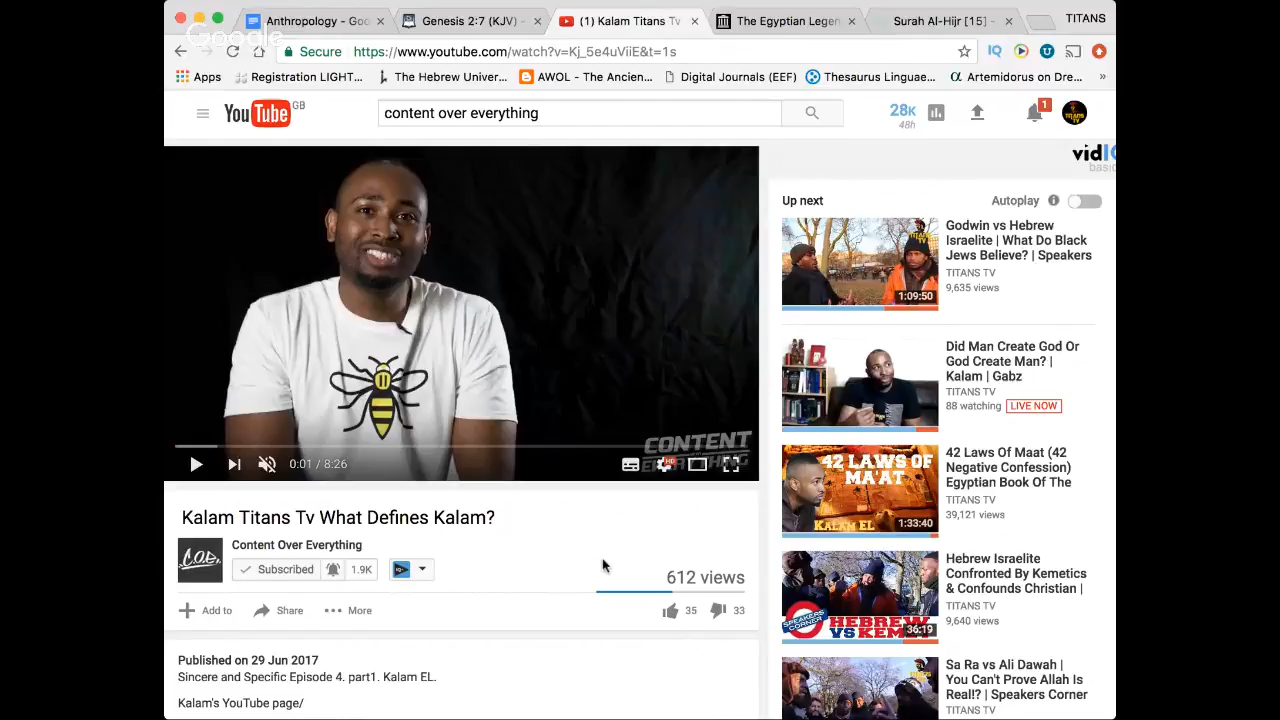 Anthropology - Goo
Genesis 2:7 (KJV) -
(1) Kalam Titans Tv
The Egyptian Legen
Surah Al-Hijr [15] -
TITANS
Google
Secure
https://www.youtube.com/watch?v=Kj_5e4uViiE&t=1s
IQ
Apps
Registration LIGHT...
The Hebrew Univer...
AWOL - The Ancien...
Digital Journals (EEF)
Thesaurus Linguae...
Artemidorus on Dre...
»
YouTube GB
content over everything
28K
48h
1
vidIQ
basic
Up next
Autoplay
Godwin vs Hebrew
Israelite | What Do Black
Jews Believe? | Speakers
TITANS TV
9,635 views
1:09:50
Did Man Create God Or
God Create Man? |
Kalam | Gabz
TITANS TV
88 watching LIVE NOW
42 LAWS OF
MA'AT
KALAM EL
1:33:40
42 Laws Of Maat (42
Negative Confession)
Egyptian Book Of The
TITANS TV
39,121 views
Hebrew Israelite
Confronted By Kemetics
& Confounds Christian |
TITANS TV
9,640 views
SPEAKERS
CORNER
HEBREW
VS KEM
36:19
Sa Ra vs Ali Dawah |
You Can't Prove Allah Is
Real!? | Speakers Corner
TITANS TV
CONTENT
EVERYTHING
0:01 / 8:26
HD
Kalam Titans Tv What Defines Kalam?
C.O.E.
Content Over Everything
Subscribed
1.9K
612 views
Add to
Share
More
35
33
Published on 29 Jun 2017
Sincere and Specific Episode 4. part1. Kalam EL.
Kalam's YouTube page/